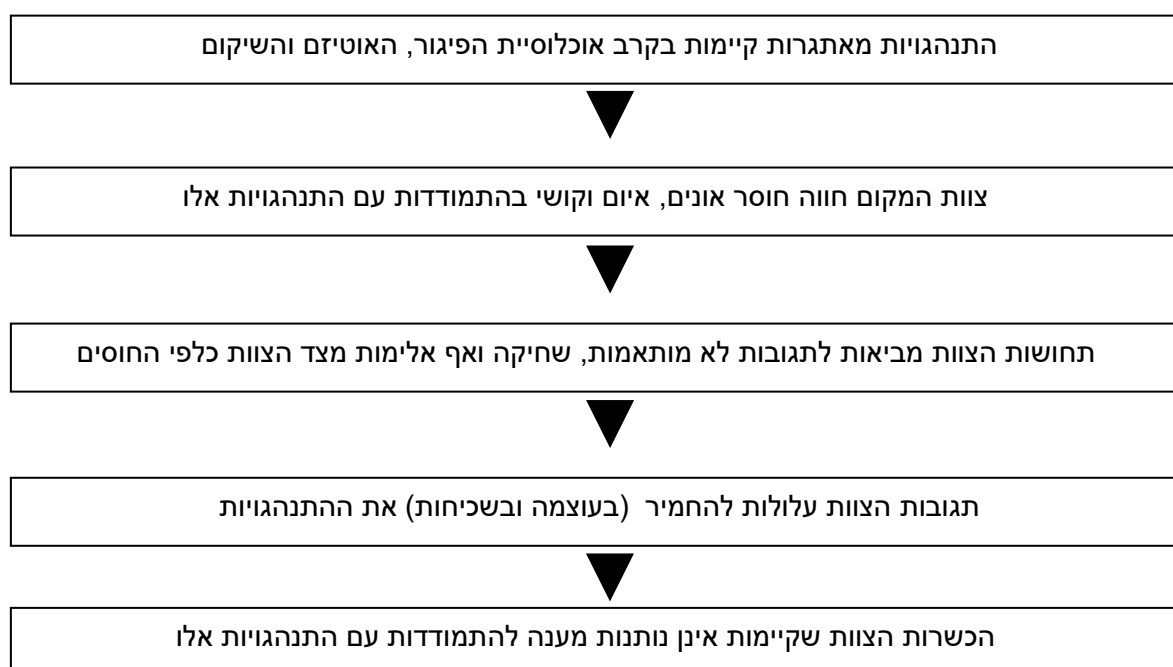 התנהגויות מאתגרות קיימות בקרב אוכלוסיית הפיגור, האוטיזם והשיקום
צוות המקום חווה חוסר אונים, איום וקושי בהתמודדות עם התנהגויות אלו
תחושות הצוות מביאות לתגובות לא מותאמות, שחיקה ואף אלימות מצד הצוות כלפי החוסים
תגובות הצוות עלולות להחמיר (בעוצמה ובשכיחות) את ההתנהגויות
הכשרות הצוות שקיימות אינן נותנות מענה להתמודדות עם התנהגויות אלו